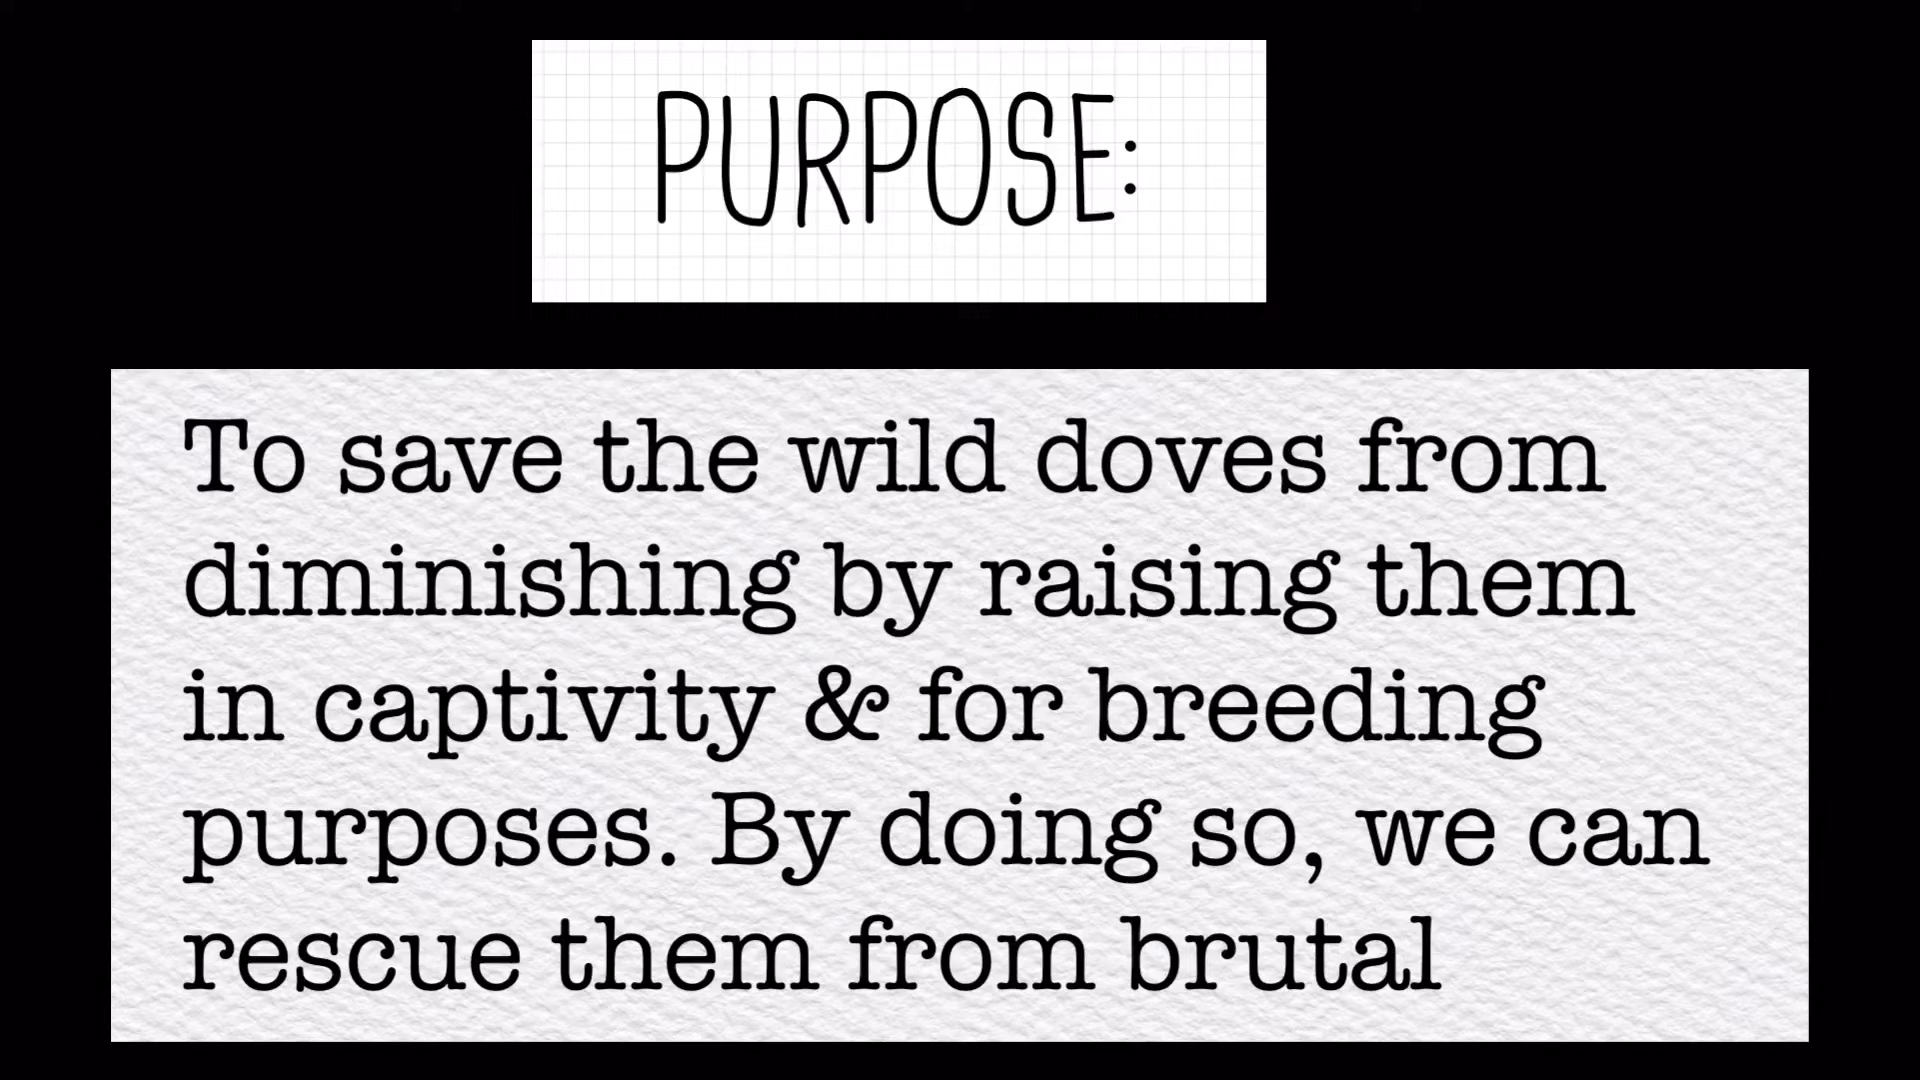 PURPOSE:
To save the wild doves from
diminishing by raising them
in captivity & for breeding
purposes. By doing so, we can
rescue them from brutal